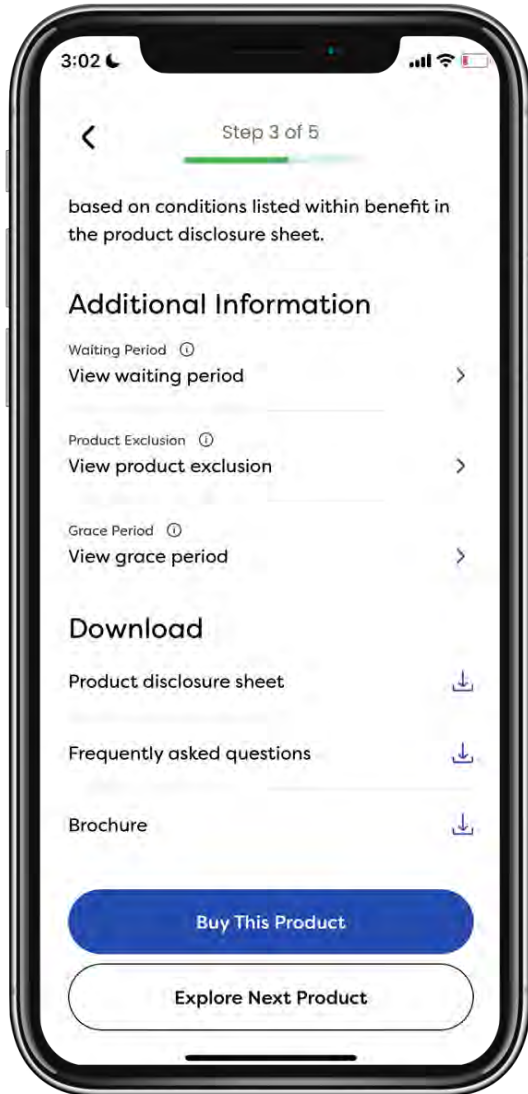 3:02
Step 3 of 5
based on conditions listed within benefit in
the product disclosure sheet.
Additional Information
Waiting Period
View waiting period
Product Exclusion
View product exclusion
Grace Period
View grace period
Download
Product disclosure sheet
Frequently asked questions
Brochure
Buy This Product
Explore Next Product